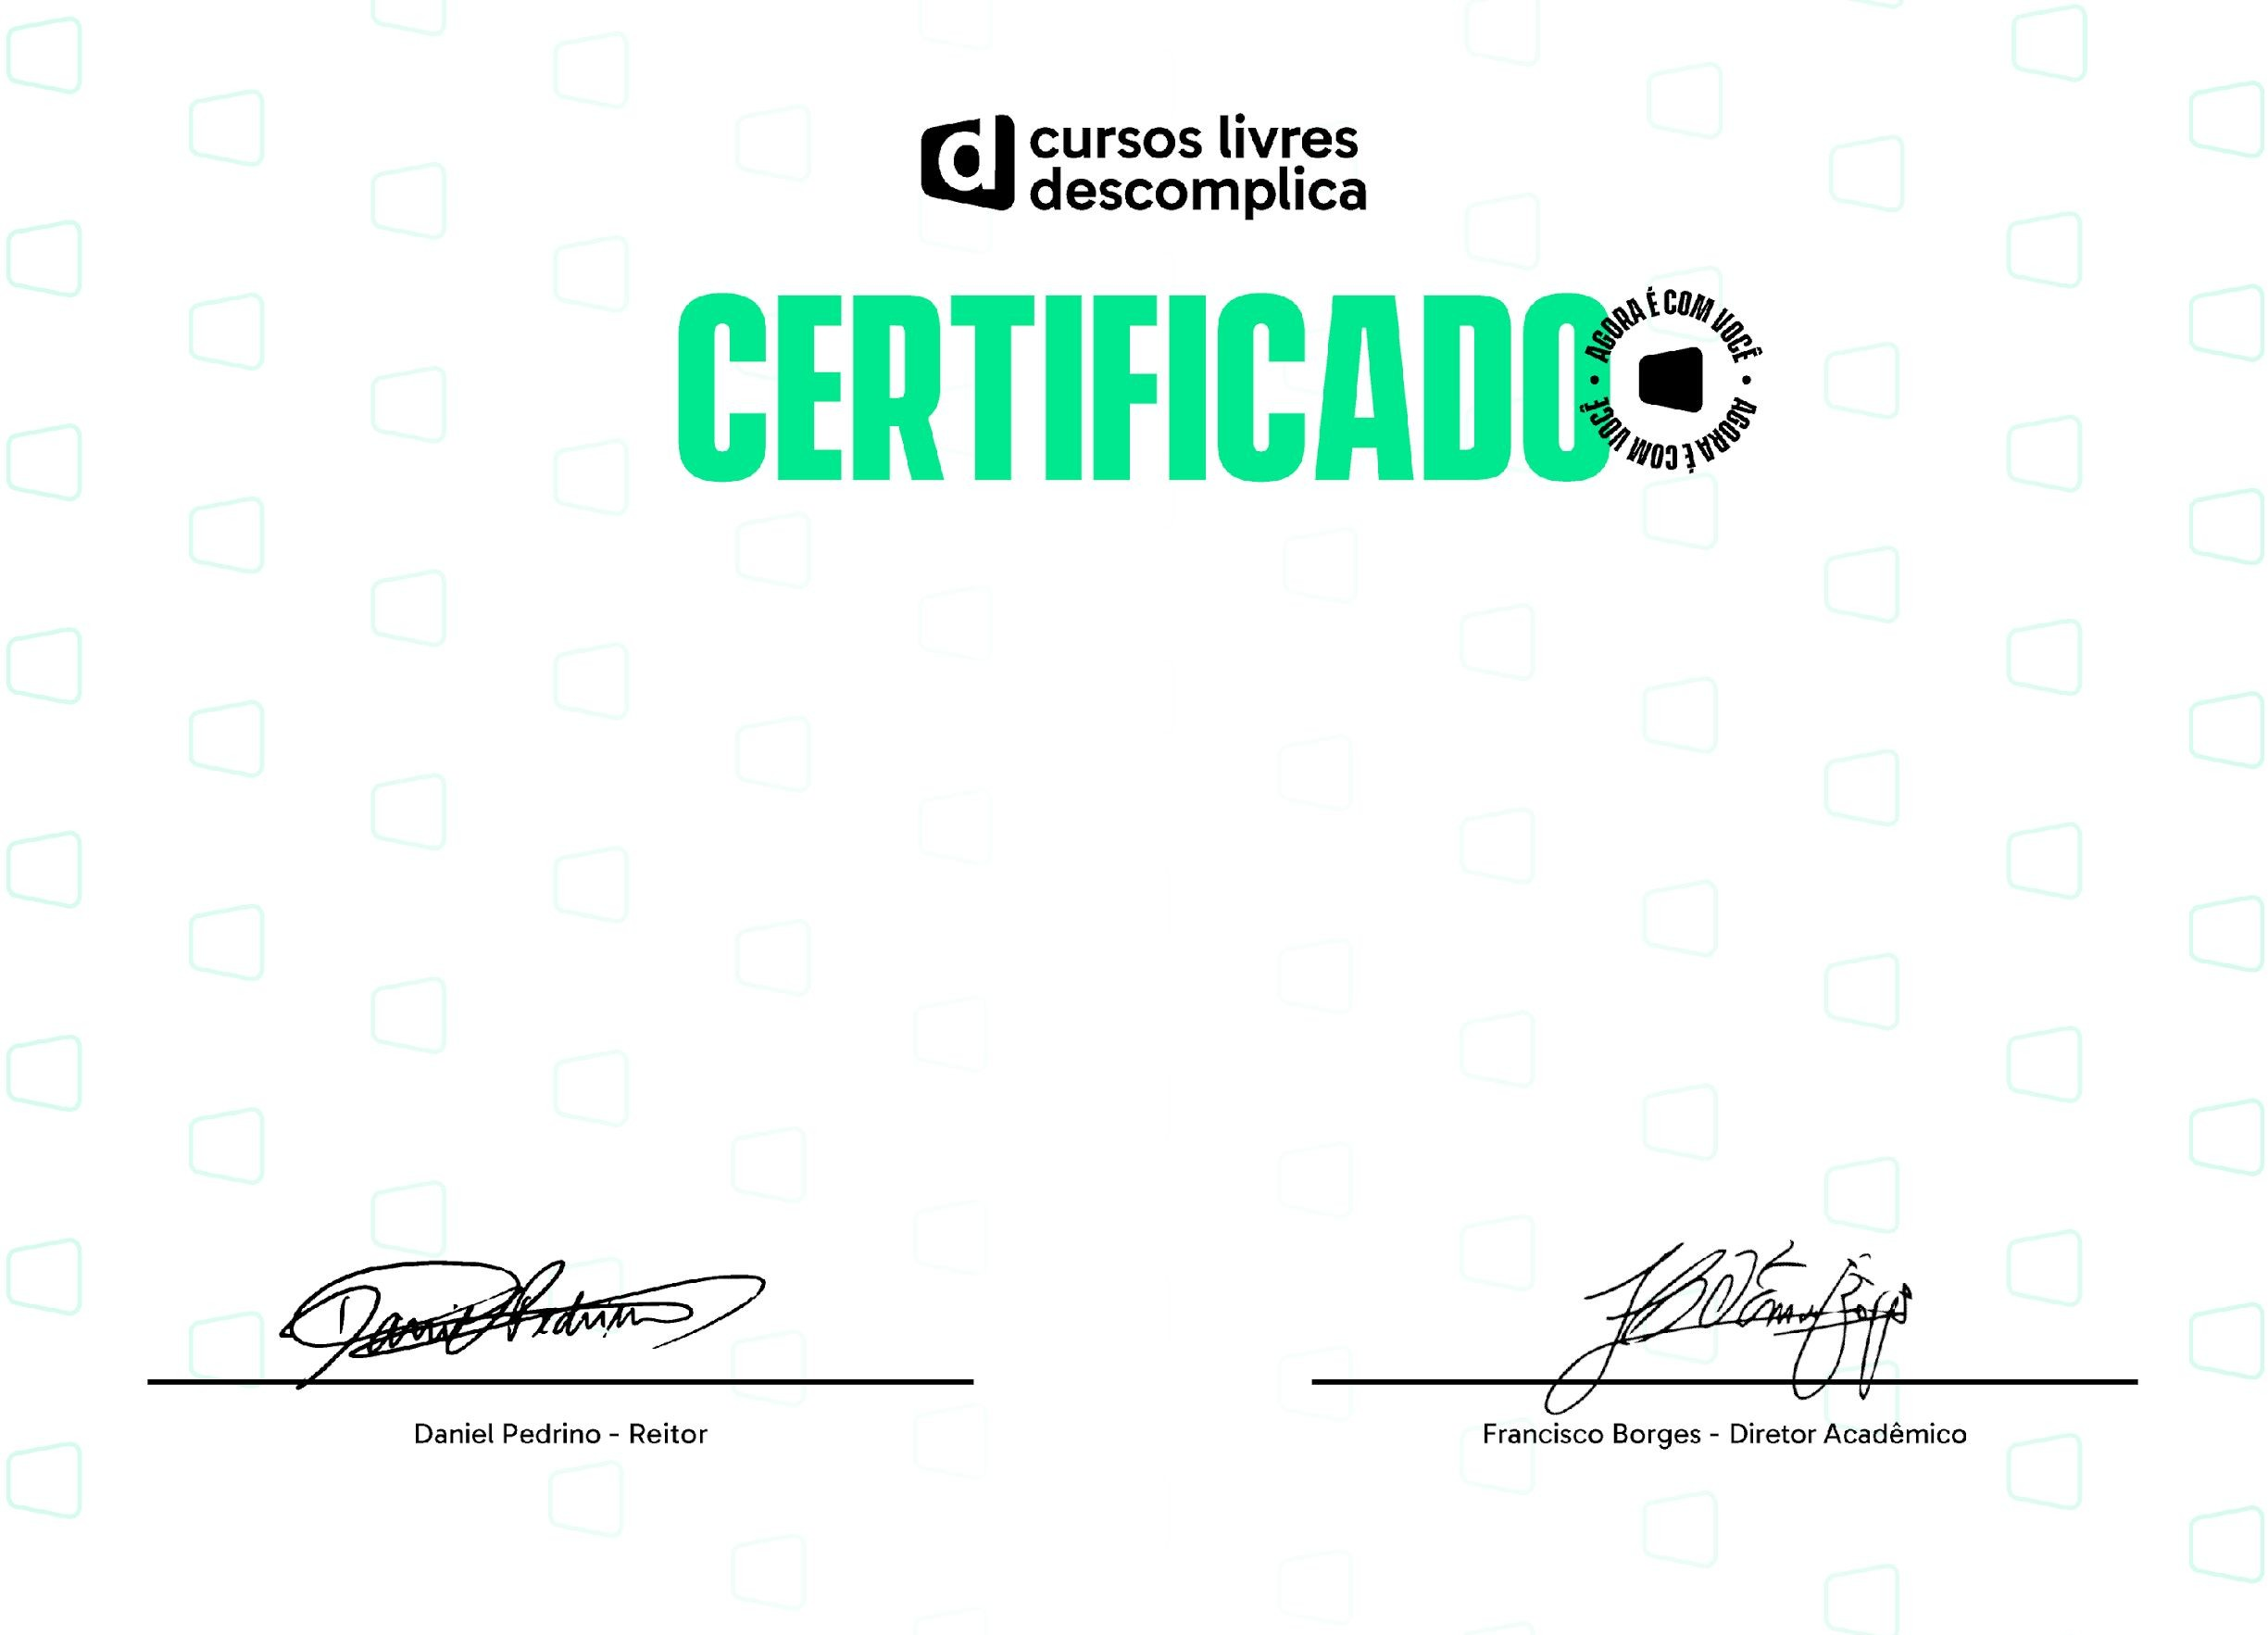 cursos livres
descomplica
CERTIFICADO
AGORA É COM VOCÊ • AGORA É COM VOCÊ •
Daniel Pedrino - Reitor
Francisco Borges - Diretor Acadêmico